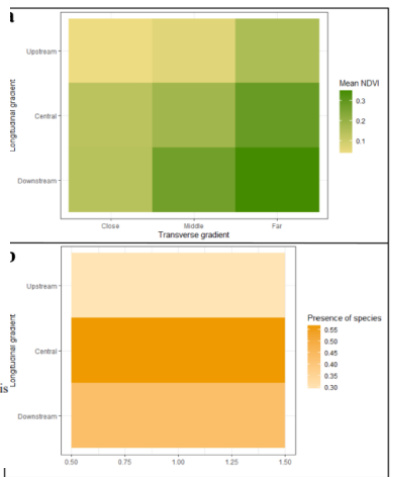 a
Upstream
Central
Downstream
Longitudinal gradient
Close Middle Far
Transverse gradient
Mean NDVI
0.3
0.2
0.1
Upstream
Central
Downstream
Longitudinal gradient
0.50 0.75 1.00 1.25 1.50
Presence of species
0.55
0.50
0.45
0.40
0.35
0.30
is